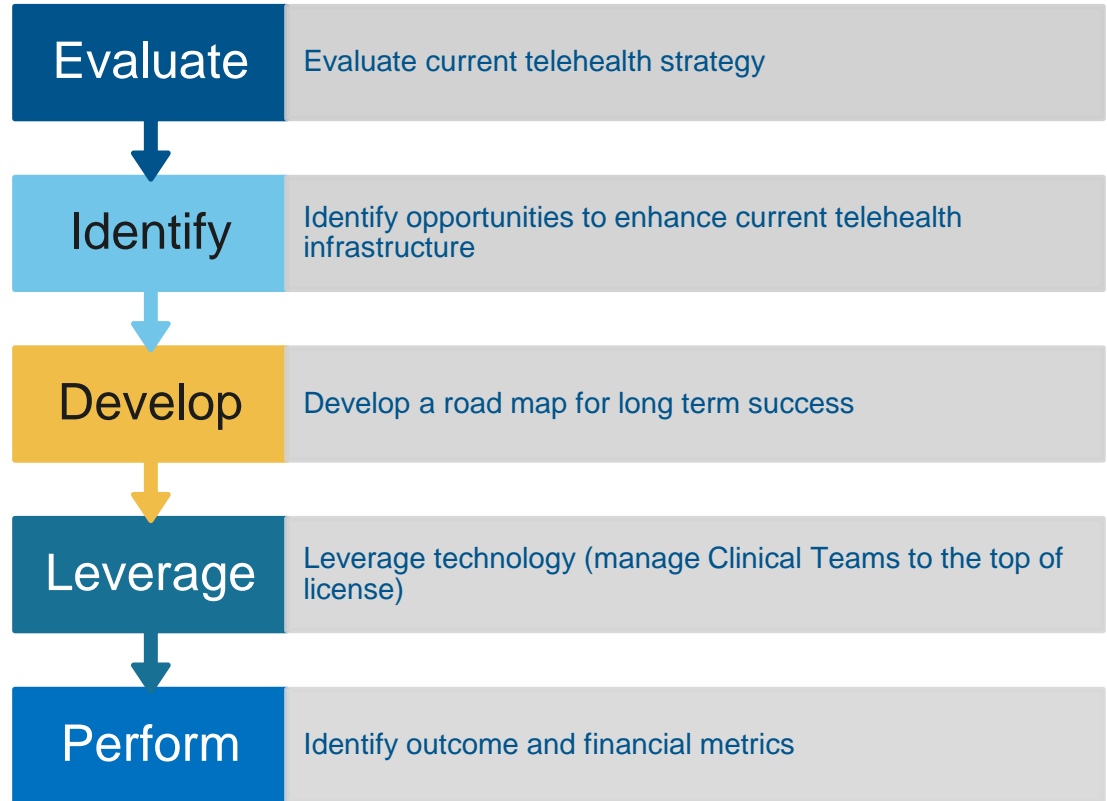 Evaluate
Evaluate current telehealth strategy
Identify
Identify opportunities to enhance current telehealth
infrastructure
Develop
Develop a road map for long term success
Leverage
Leverage technology (manage Clinical Teams to the top of
license)
Perform
Identify outcome and financial metrics